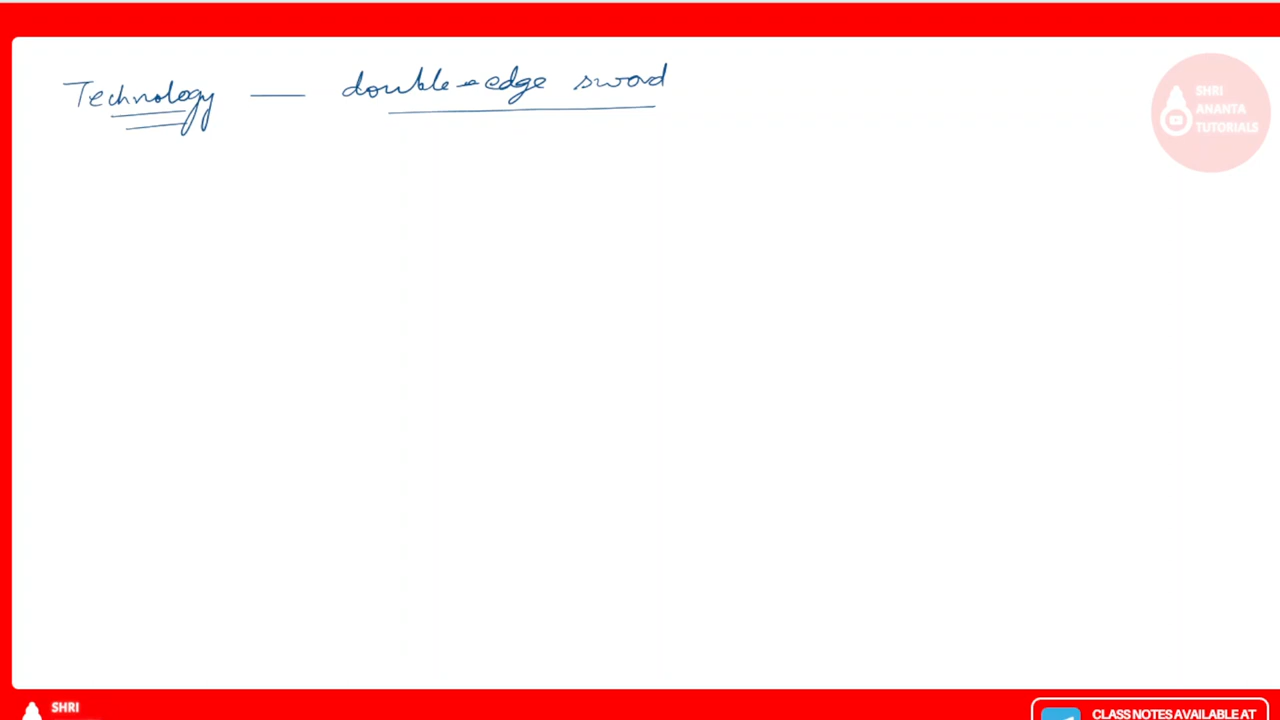 Technology — double-edge sword
SHRI
ANANTA
TUTORIALS
SHRI
CLASS NOTES AVAILABLE AT